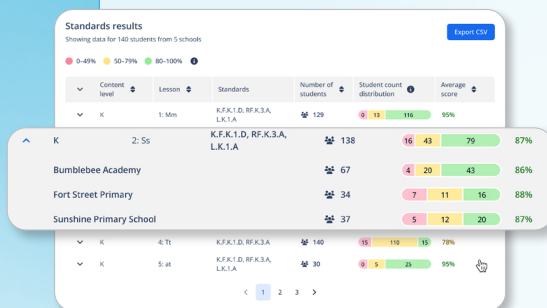 Standards results
Showing data for 140 students from 5 schools
Export CSV
0–49% 50–79% 80–100%
Content level Lesson Standards Number of students Student count distribution Average score
K 1: Mm K.F.K.1.D, RF.K.3.A, L.K.1.A 129 0 13 116 95%
K 2: Ss K.F.K.1.D, RF.K.3.A, L.K.1.A 138 16 43 79 87%
Bumblebee Academy 67 4 20 43 86%
Fort Street Primary 34 7 11 16 88%
Sunshine Primary School 37 5 12 20 87%
K 4: Tt K.F.K.1.D, RF.K.3.A 140 15 110 15 78%
K 5: at K.F.K.1.D, RF.K.3.A, L.K.1.A 30 0 5 25 95%
< 1 2 3 >